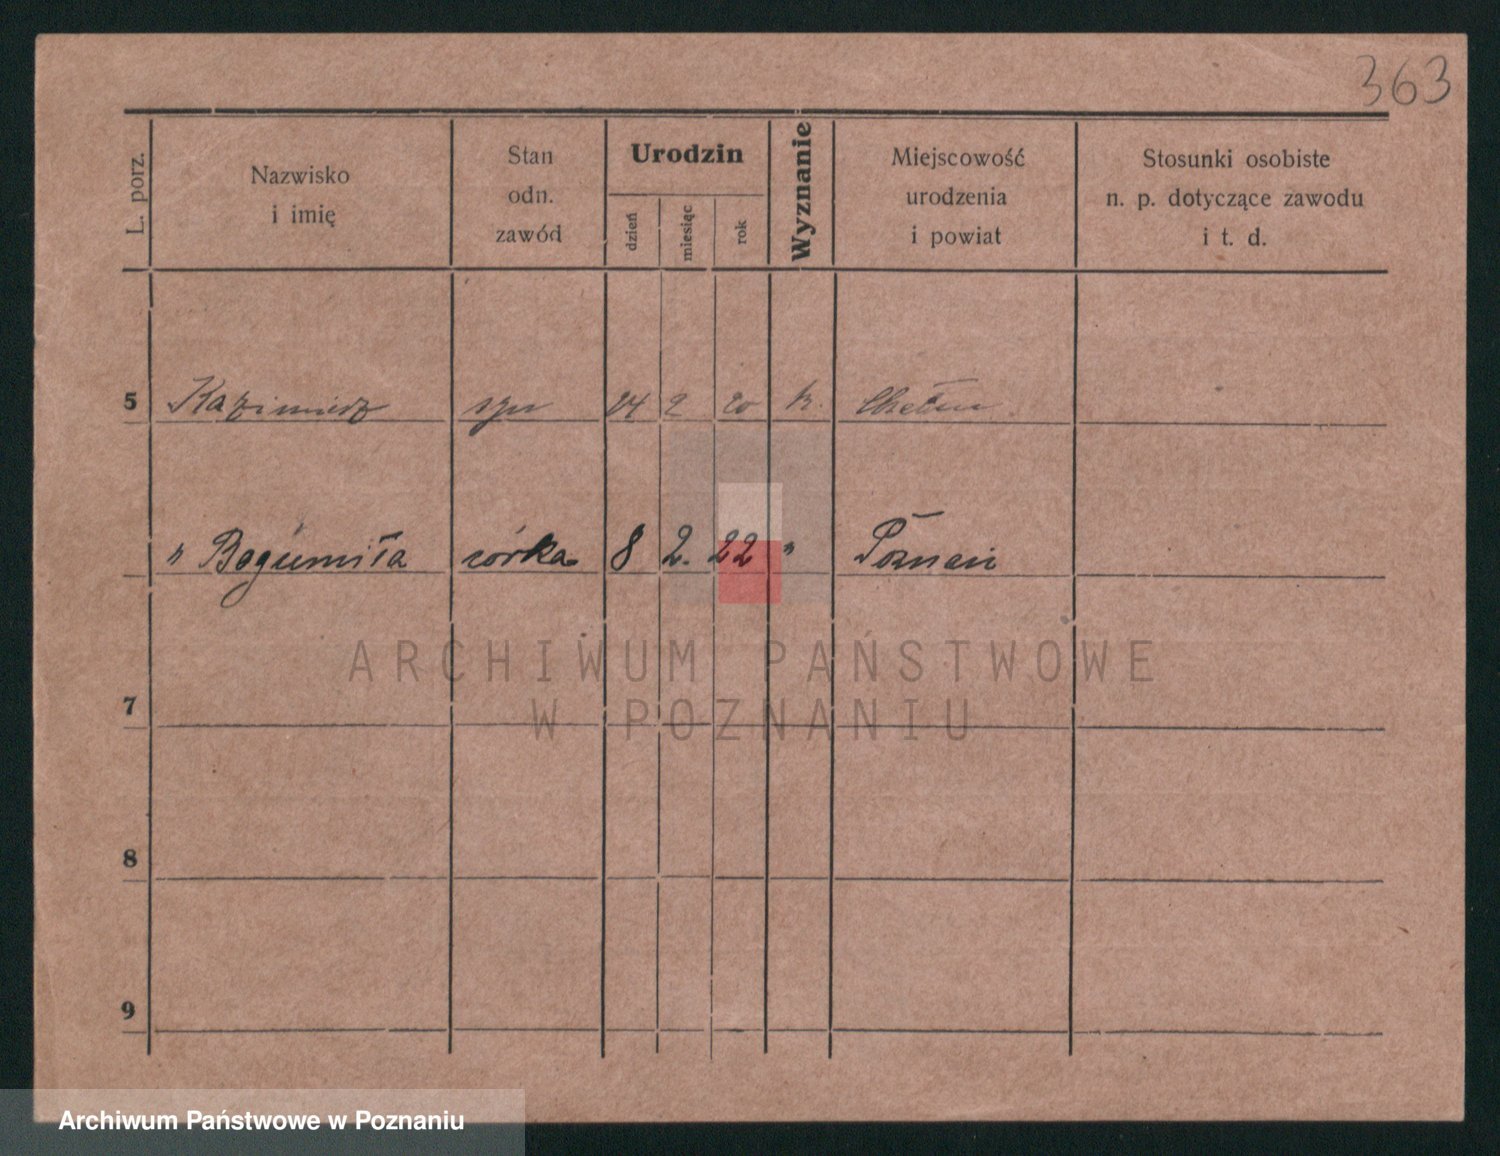 363
L. porz.
Nazwisko
i imię
Stan
odn.
zawód
Urodzin
dzień
miesiąc
rok
Wyznanie
Miejscowość
urodzenia
i powiat
Stosunki osobiste
n. p. dotyczące zawodu
i t. d.
5 Kazimierz syn 24 2 20 k.
" Bogumiła córka 8 2. 22 " Poznań
ARCHIWUM PAŃSTWOWE
W POZNANIU
7
8
9
Archiwum Państwowe w Poznaniu